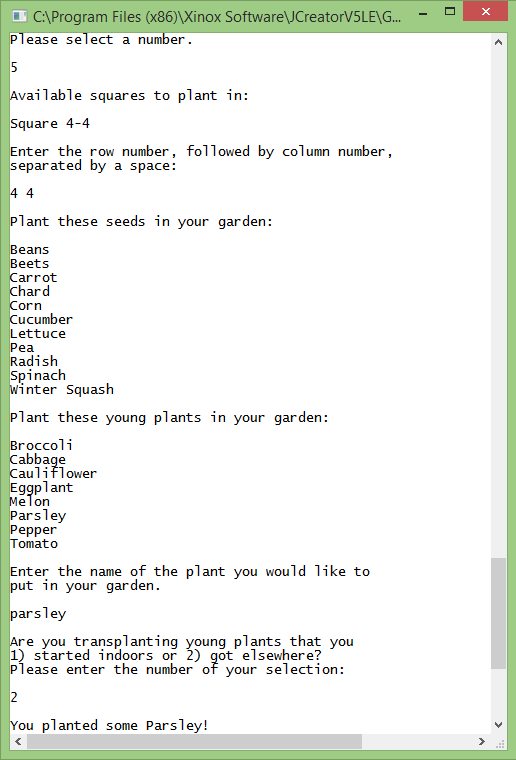 C:\Program Files (x86)\Xinox Software\JCreatorV5LE\G...
Please select a number.
5
Available squares to plant in:
Square 4-4
Enter the row number, followed by column number,
separated by a space:
4 4
Plant these seeds in your garden:
Beans
Beets
Carrot
Chard
Corn
Cucumber
Lettuce
Pea
Radish
Spinach
Winter Squash
Plant these young plants in your garden:
Broccoli
Cabbage
Cauliflower
Eggplant
Melon
Parsley
Pepper
Tomato
Enter the name of the plant you would like to
put in your garden.
parsley
Are you transplanting young plants that you
1) started indoors or 2) got elsewhere?
Please enter the number of your selection:
2
You planted some Parsley!